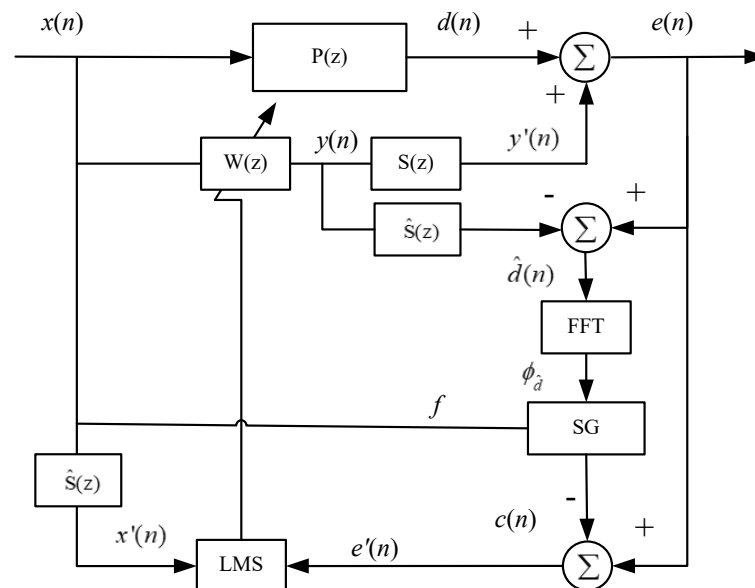 x(n)
d(n)
+
e(n)
P(z)
Σ
+
y(n)
y'(n)
W(z)
S(z)
-
+
Ŝ(z)
Σ
d̂(n)
FFT
ϕ_d̂
f
SG
Ŝ(z)
-
c(n)
+
x'(n)
e'(n)
LMS
Σ